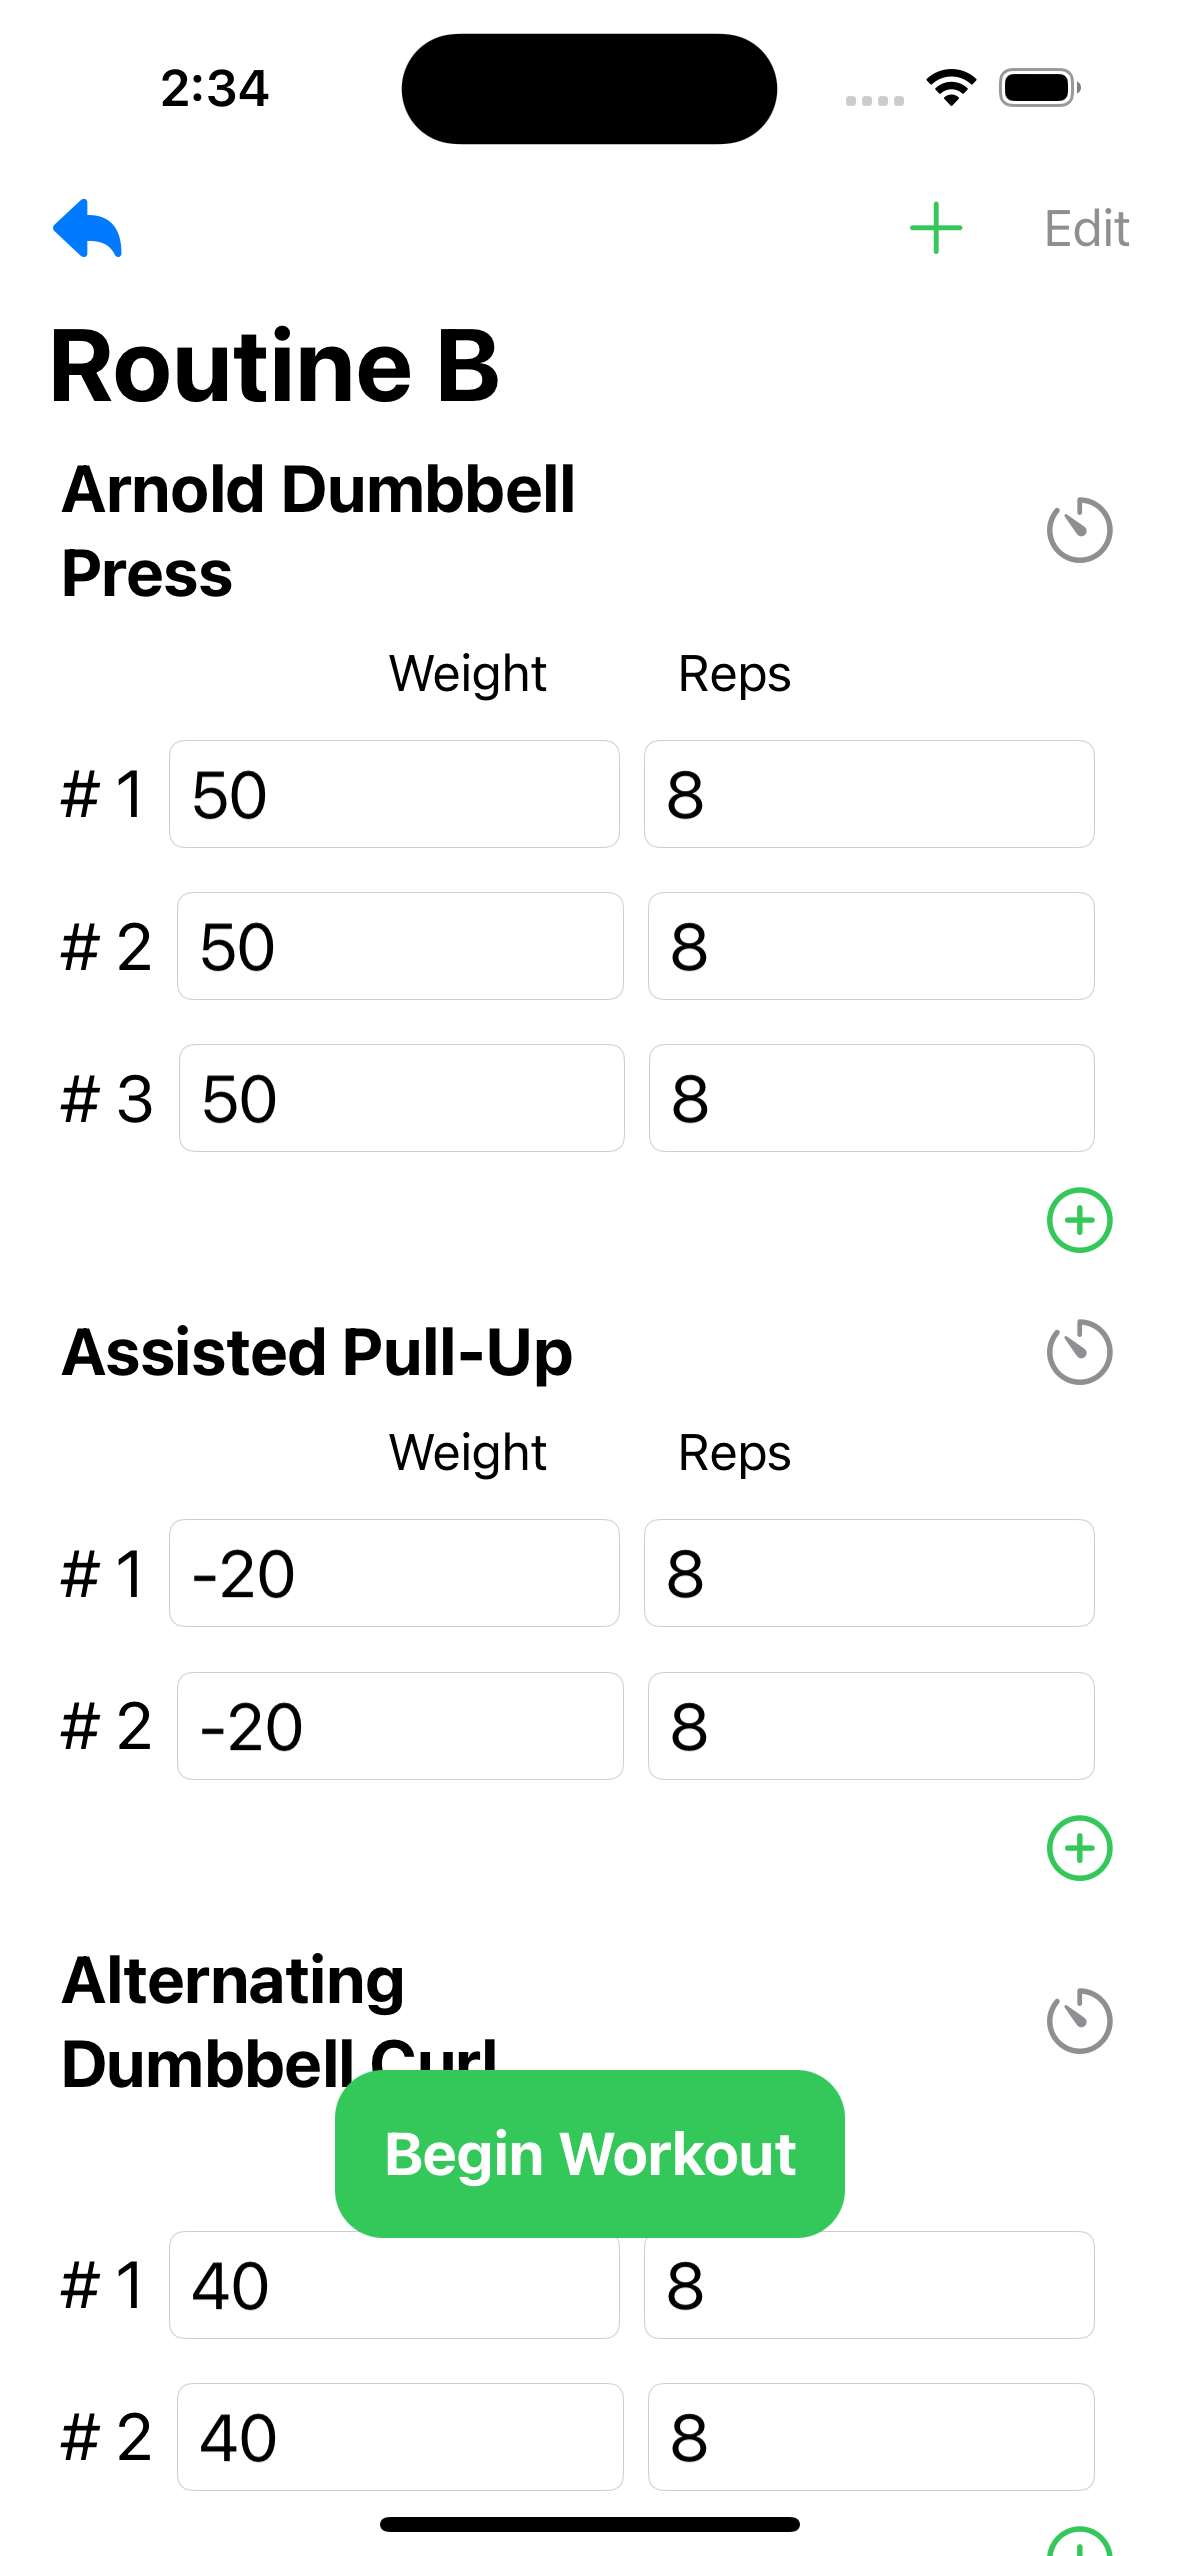 2:34
Edit
Routine B
Arnold Dumbbell
Press
Weight Reps
# 1 50 8
# 2 50 8
# 3 50 8
Assisted Pull-Up
Weight Reps
# 1 -20 8
# 2 -20 8
Alternating
Dumbbell Curl
Begin Workout
# 1 40 8
# 2 40 8